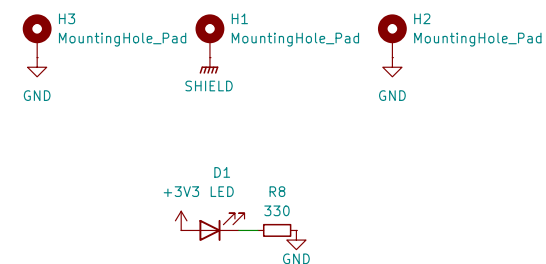 H3
MountingHole_Pad
GND
H1
MountingHole_Pad
SHIELD
H2
MountingHole_Pad
GND
+3V3
D1
LED
R8
330
GND